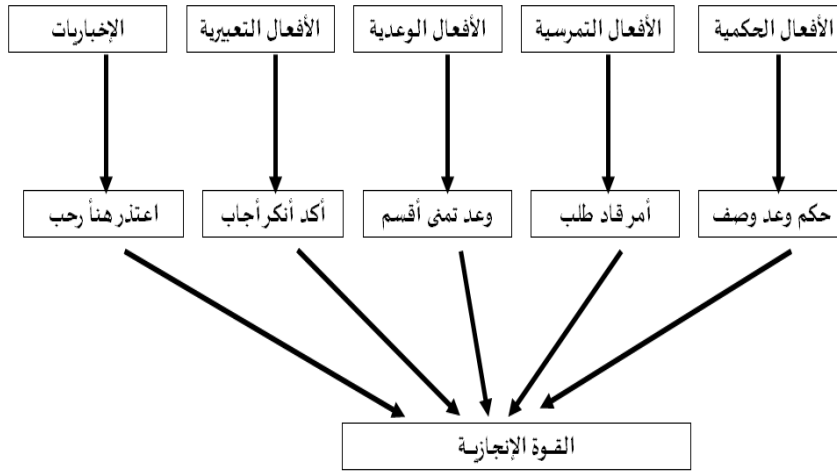 الأفعال الحكمية
الأفعال التمرسية
الأفعال الوعدية
الأفعال التعبيرية
الإخباريات
حكم وعد وصف
أمر قاد طلب
وعد تمنى أقسم
أكد أنكر أجاب
اعتذر هنأ رحب
القوة الإنجازية